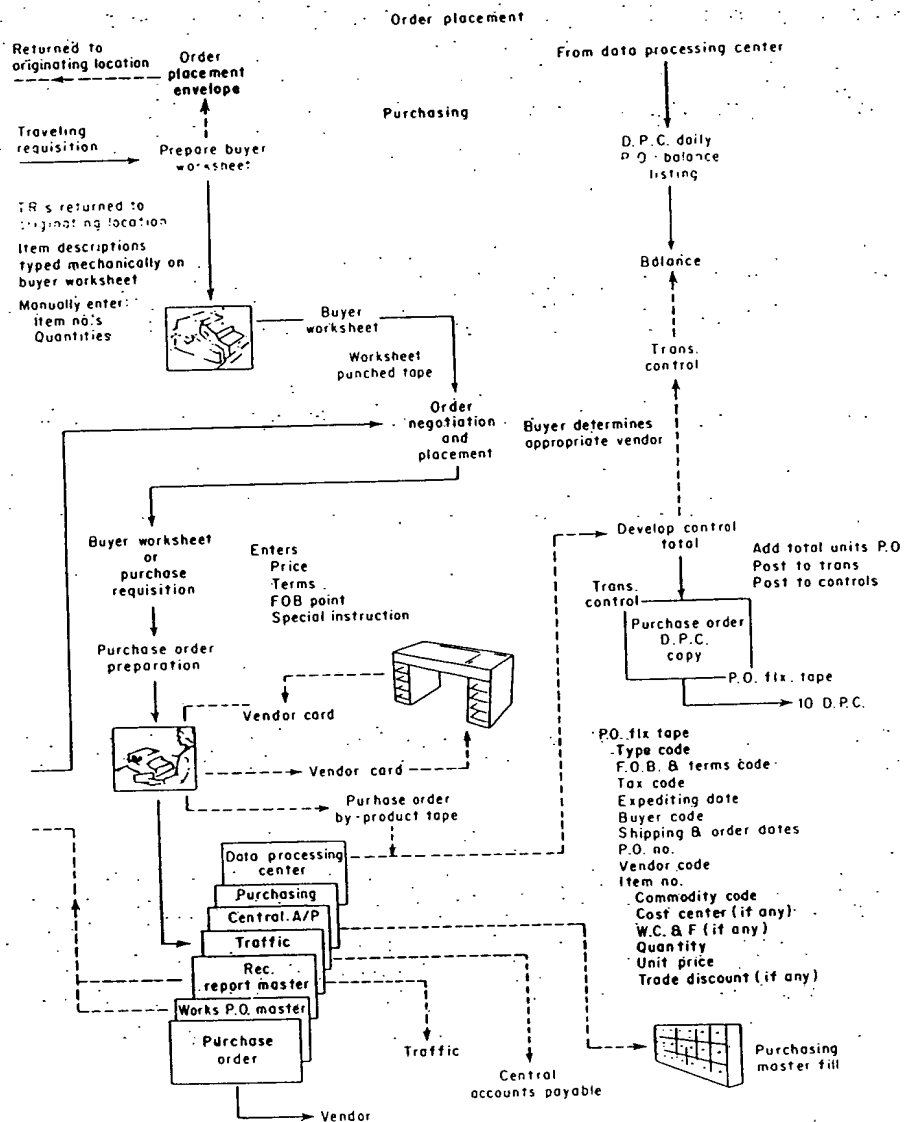 Order placement
Returned to
originating location
Order
placement
envelope
From data processing center
Purchasing
Traveling
requisition
Prepare buyer
worksheet
D. P. C. daily
P. O. balance
listing
TR's returned to
originating location
Item descriptions
typed mechanically on
buyer worksheet
Manually enter:
Item no.'s
Quantities
Balance
Buyer
worksheet
Worksheet
punched tape
Trans.
control
Order
negotiation
and
placement
Buyer determines
appropriate vendor
Buyer worksheet
or
purchase
requisition
Enters
Price
Terms
FOB point
Special instruction
Develop control
total
Add total units P.O
Post to trans
Post to controls
Trans.
control
Purchase order
D.P.C.
copy
Purchase order
preparation
P.O. flx. tape
10 D.P.C.
Vendor card
Vendor card
Purhase order
by-product tape
P.O. flx tape
Type code
F.O.B. & terms code
Tax code
Expediting date
Buyer code
Shipping & order dates
P.O. no.
Vendor code
Item no.
Commodity code
Cost center (if any)
W.C. & F (if any)
Quantity
Unit price
Trade discount (if any)
Data processing
center
Purchasing
Central A/P
Traffic
Rec.
report master
Works P.O. master
Purchase
order
Traffic
Central
accounts payable
Purchasing
master fill
Vendor